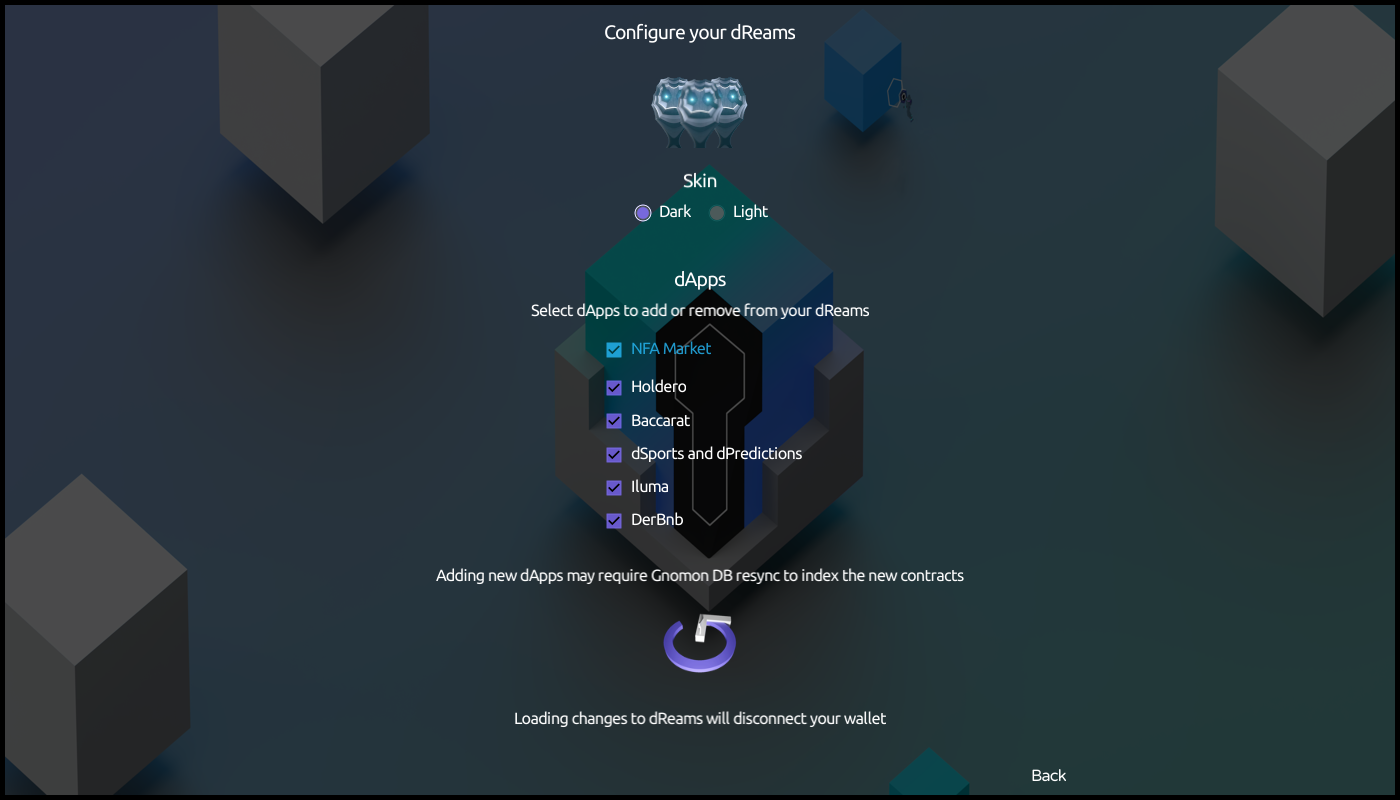 Configure your dReams
Skin
Dark Light
dApps
Select dApps to add or remove from your dReams
NFA Market
Holdero
Baccarat
dSports and dPredictions
Iluma
DerBnb
Adding new dApps may require Gnomon DB resync to index the new contracts
Loading changes to dReams will disconnect your wallet
Back